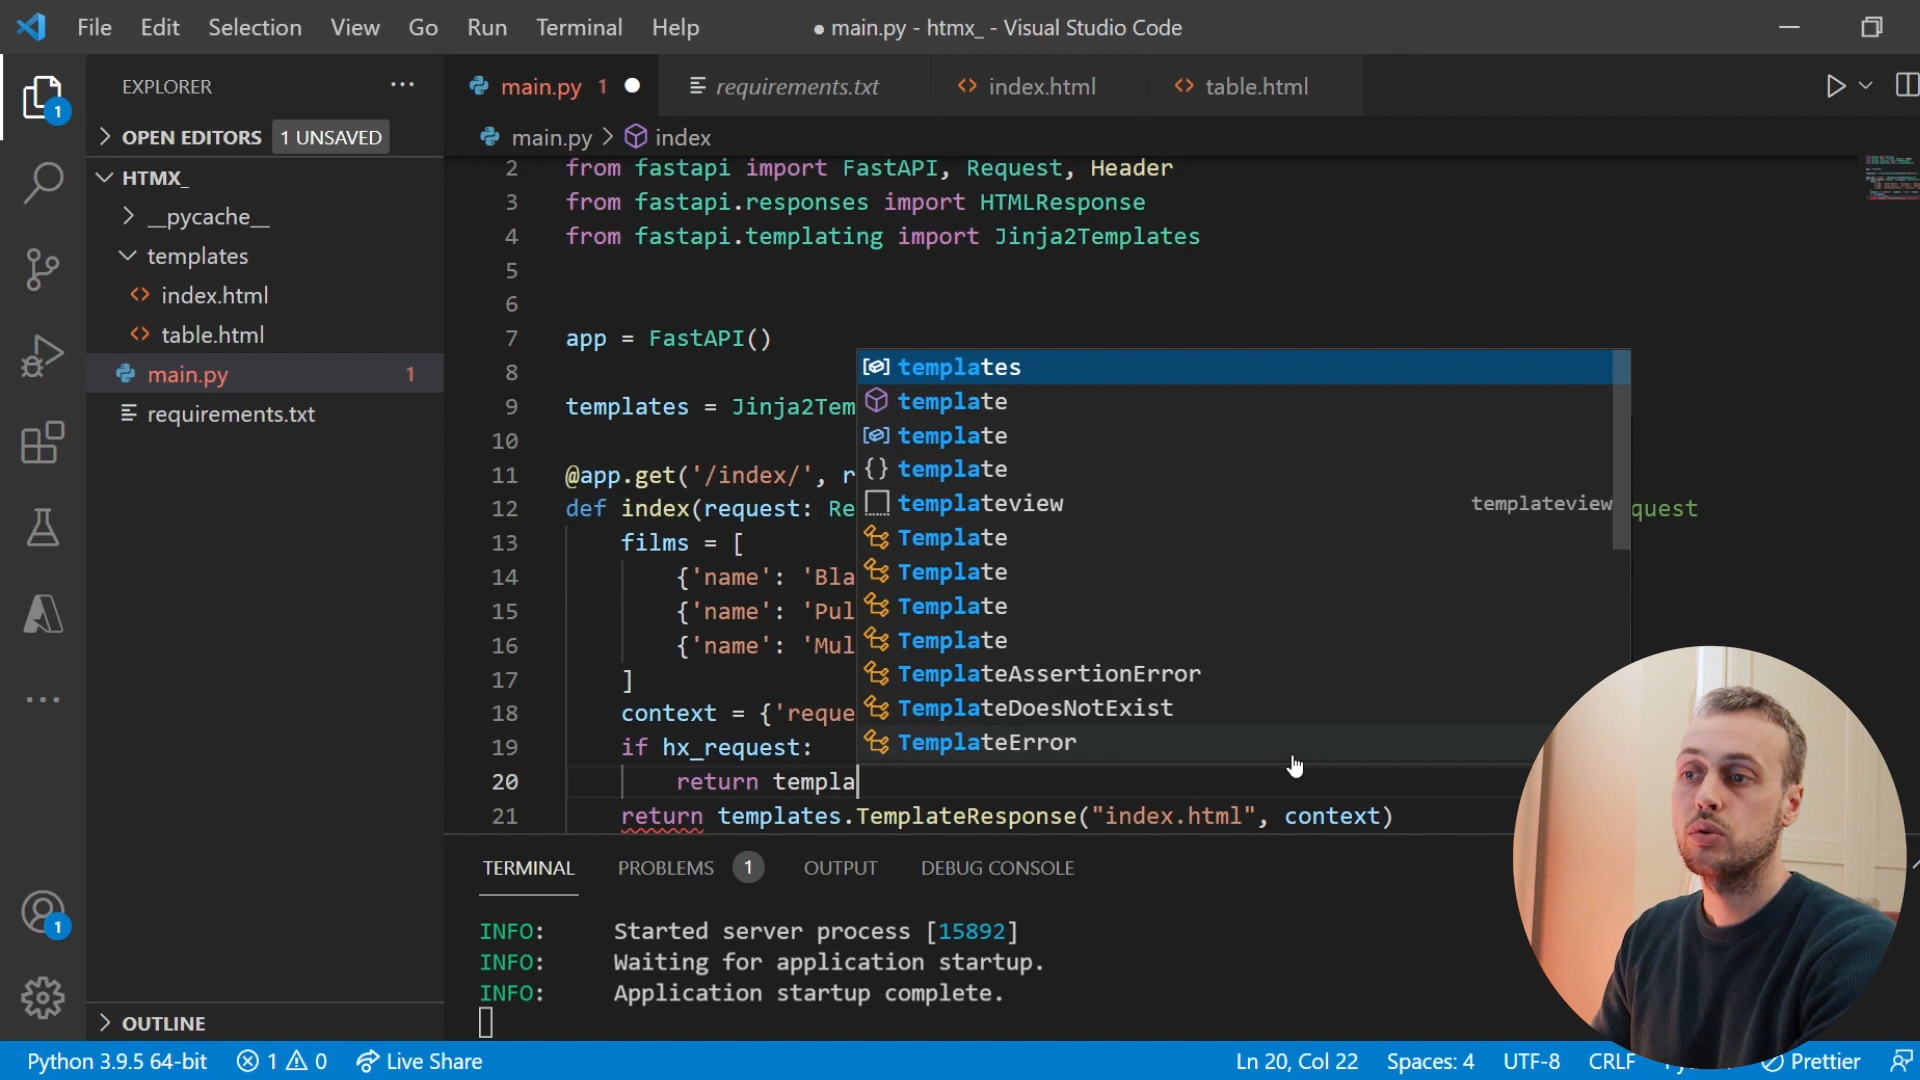 File Edit Selection View Go Run Terminal Help
● main.py - htmx_ - Visual Studio Code
EXPLORER ...
OPEN EDITORS 1 UNSAVED
HTMX_
__pycache__
templates
index.html
table.html
main.py 1
requirements.txt
OUTLINE
1
1
main.py 1 ● requirements.txt index.html table.html
main.py > index
2 from fastapi import FastAPI, Request, Header
3 from fastapi.responses import HTMLResponse
4 from fastapi.templating import Jinja2Templates
5
6
7 app = FastAPI()
8
9 templates = Jinja2Tem
10
11 @app.get('/index/', r
12 def index(request: Re quest
13 films = [
14 {'name': 'Bla
15 {'name': 'Pul
16 {'name': 'Mul
17 ]
18 context = {'reque
19 if hx_request:
20 return templa
21 return templates.TemplateResponse("index.html", context)
templates
template
template
template
templateview templateview
Template
Template
Template
Template
TemplateAssertionError
TemplateDoesNotExist
TemplateError
TERMINAL PROBLEMS 1 OUTPUT DEBUG CONSOLE
INFO: Started server process [15892]
INFO: Waiting for application startup.
INFO: Application startup complete.
Python 3.9.5 64-bit 1 0 Live Share Ln 20, Col 22 Spaces: 4 UTF-8 CRLF Prettier